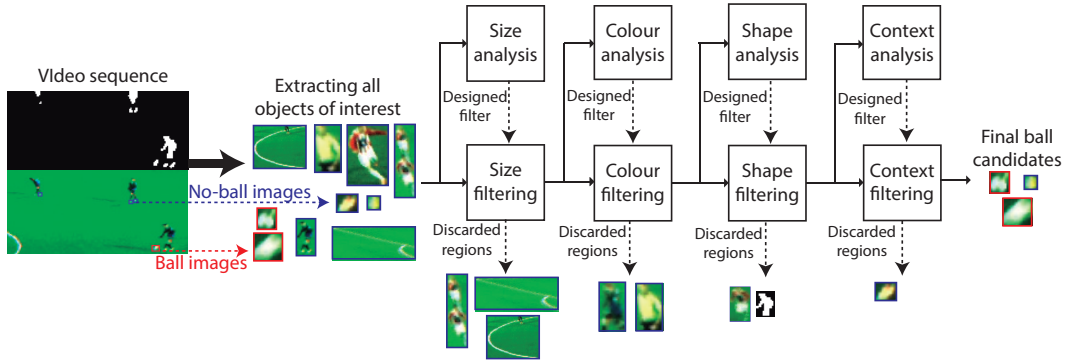 VIdeo sequence
Extracting all
objects of interest
No-ball images
Ball images
Size
analysis
Designed
filter
Size
filtering
Discarded
regions
Colour
analysis
Designed
filter
Colour
filtering
Discarded
regions
Shape
analysis
Designed
filter
Shape
filtering
Discarded
regions
Context
analysis
Designed
filter
Context
filtering
Discarded
regions
Final ball
candidates